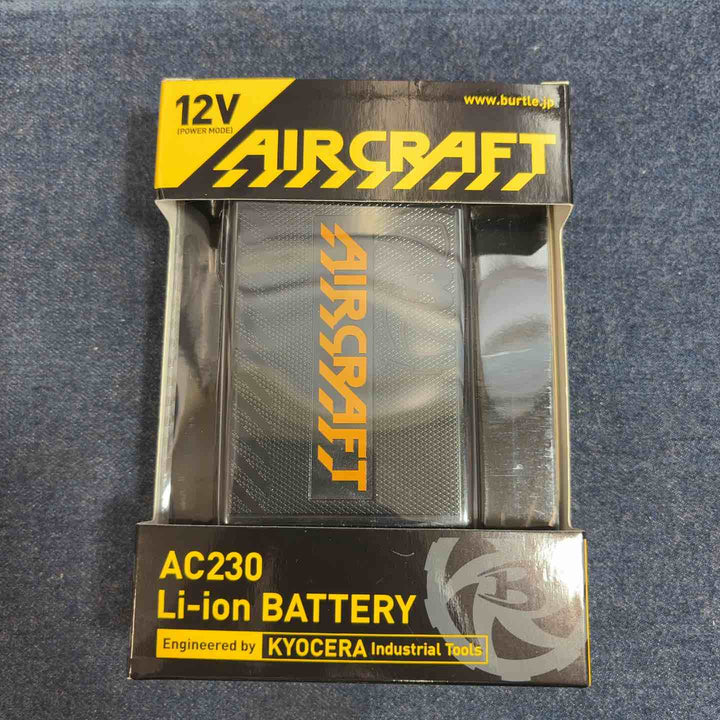 12V
(POWER MODE)
www.burtle.jp
AIRCRAFT
AIRCRAFT
AC230
Li-ion BATTERY
Engineered by KYOCERA Industrial Tools
B